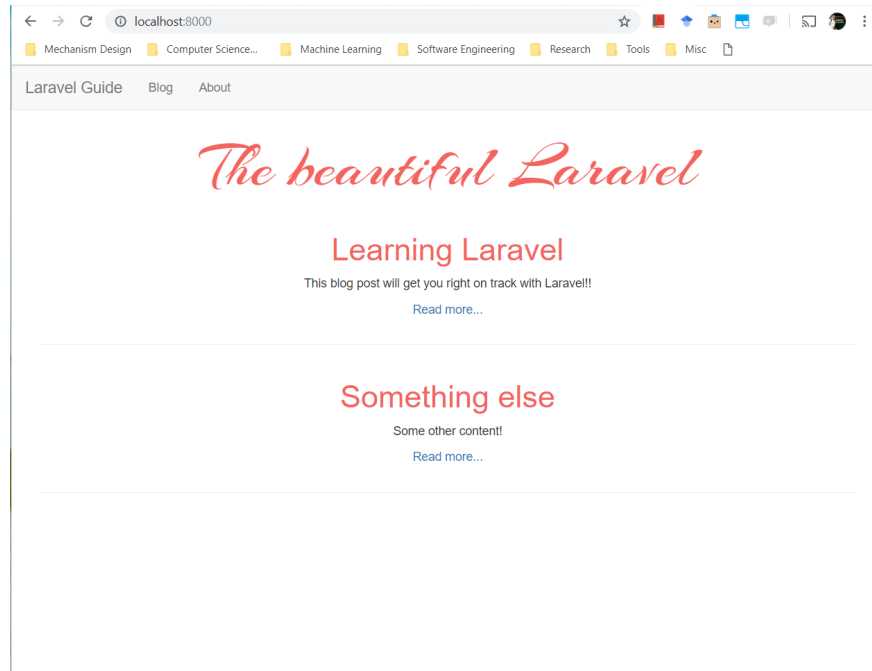 localhost:8000
Mechanism Design Computer Science... Machine Learning Software Engineering Research Tools Misc
Laravel Guide Blog About
The beautiful Laravel
Learning Laravel
This blog post will get you right on track with Laravel!!
Read more...
Something else
Some other content!
Read more...